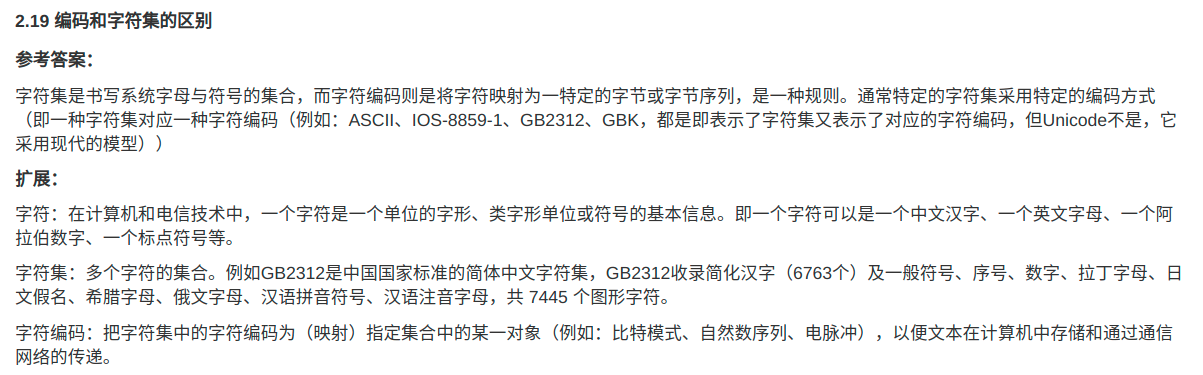 2.19 编码和字符集的区别
参考答案：
字符集是书写系统字母与符号的集合，而字符编码则是将字符映射为一特定的字节或字节序列，是一种规则。通常特定的字符集采用特定的编码方式
（即一种字符集对应一种字符编码（例如：ASCII、IOS-8859-1、GB2312、GBK，都是即表示了字符集又表示了对应的字符编码，但Unicode不是，它
采用现代的模型））
扩展：
字符：在计算机和电信技术中，一个字符是一个单位的字形、类字形单位或符号的基本信息。即一个字符可以是一个中文汉字、一个英文字母、一个阿
拉伯数字、一个标点符号等。
字符集：多个字符的集合。例如GB2312是中国国家标准的简体中文字符集，GB2312收录简化汉字（6763个）及一般符号、序号、数字、拉丁字母、日
文假名、希腊字母、俄文字母、汉语拼音符号、汉语注音字母，共 7445 个图形字符。
字符编码：把字符集中的字符编码为（映射）指定集合中的某一对象（例如：比特模式、自然数序列、电脉冲），以便文本在计算机中存储和通过通信
网络的传递。